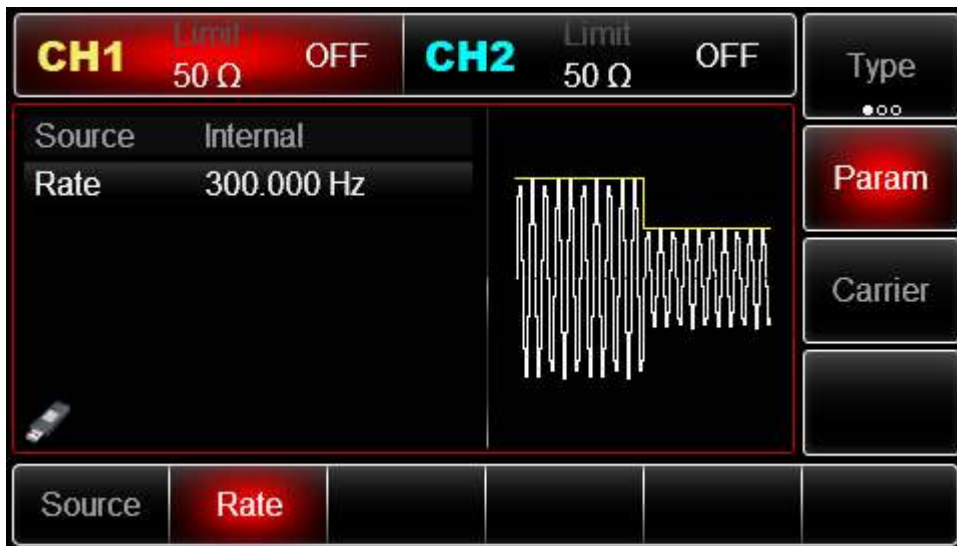 CH1 Limit 50 Ω OFF CH2 Limit 50 Ω OFF
Type
Source Internal
Rate 300.000 Hz
Param
Carrier
Source Rate